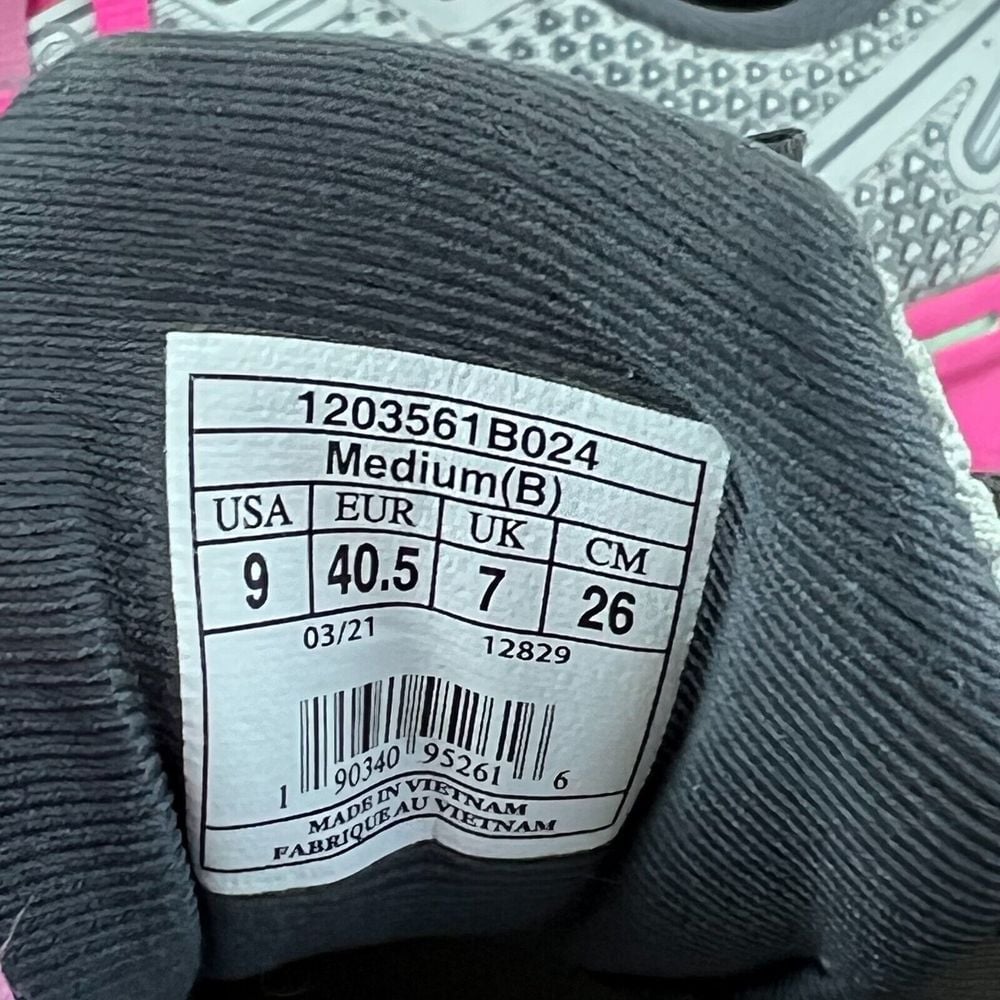 1203561B024
Medium(B)
USA EUR UK CM
9 40.5 7 26
03/21 12829
1 90340 95261 6
MADE IN VIETNAM
FABRIQUE AU VIETNAM